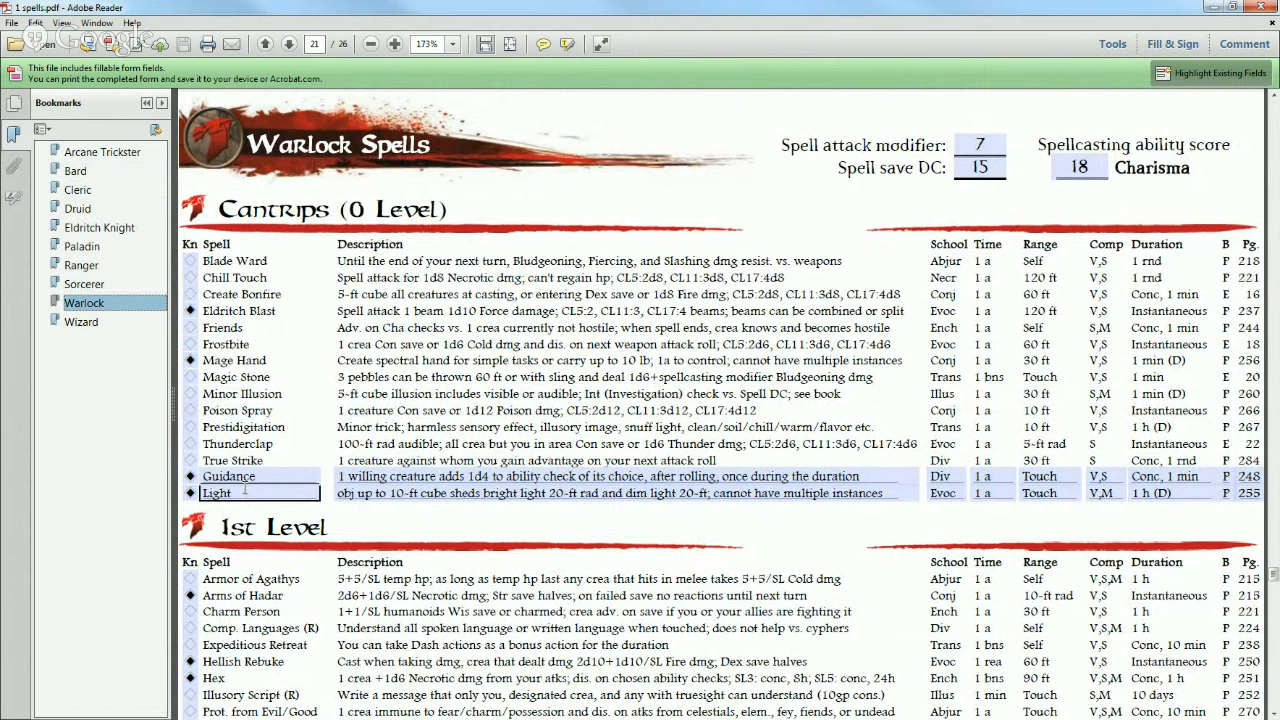 1 spells.pdf - Adobe Reader
File Edit View Window Help
Google
21 / 26 173% Tools Fill & Sign Comment
This file includes fillable form fields.
You can print the completed form and save it to your device or Acrobat.com.
Highlight Existing Fields
Bookmarks
Arcane Trickster
Bard
Cleric
Druid
Eldritch Knight
Paladin
Ranger
Sorcerer
Warlock
Wizard
Warlock Spells
Spell attack modifier: 7
Spell save DC: 15
Spellcasting ability score
18 Charisma
Cantrips (0 Level)
Kn Spell Description School Time Range Comp Duration B Pg.
Blade Ward Until the end of your next turn, Bludgeoning, Piercing, and Slashing dmg resist. vs. weapons Abjur 1 a Self V,S 1 rnd P 218
Chill Touch Spell attack for 1d8 Necrotic dmg; can't regain hp; CL5:2d8, CL11:3d8, CL17:4d8 Necr 1 a 120 ft V,S 1 rnd P 221
Create Bonfire 5-ft cube all creatures at casting, or entering Dex save or 1d8 Fire dmg; CL5:2d8, CL11:3d8, CL17:4d8 Conj 1 a 60 ft V,S Conc, 1 min E 16
Eldritch Blast Spell attack 1 beam 1d10 Force damage; CL5:2, CL11:3, CL17:4 beams; beams can be combined or split Evoc 1 a 120 ft V,S Instantaneous P 237
Friends Adv. on Cha checks vs. 1 crea currently not hostile; when spell ends, crea knows and becomes hostile Ench 1 a Self S,M Conc, 1 min P 244
Frostbite 1 crea Con save or 1d6 Cold dmg and dis. on next weapon attack roll; CL5:2d6, CL11:3d6, CL17:4d6 Evoc 1 a 60 ft V,S Instantaneous E 18
Mage Hand Create spectral hand for simple tasks or carry up to 10 lb; 1a to control; cannot have multiple instances Conj 1 a 30 ft V,S 1 min (D) P 256
Magic Stone 3 pebbles can be thrown 60 ft or with sling and deal 1d6+spellcasting modifier Bludgeoning dmg Trans 1 bns Touch V,S 1 min E 20
Minor Illusion 5-ft cube illusion includes visible or audible; Int (Investigation) check vs. Spell DC; see book Illus 1 a 30 ft S,M 1 min (D) P 260
Poison Spray 1 creature Con save or 1d12 Poison dmg; CL5:2d12, CL11:3d12, CL17:4d12 Conj 1 a 10 ft V,S Instantaneous P 266
Prestidigitation Minor trick; harmless sensory effect, illusory image, snuff light, clean/soil/chill/warm/flavor etc. Trans 1 a 10 ft V,S 1 h (D) P 267
Thunderclap 100-ft rad audible; all crea but you in area Con save or 1d6 Thunder dmg; CL5:2d6, CL11:3d6, CL17:4d6 Evoc 1 a 5-ft rad S Instantaneous E 22
True Strike 1 creature against whom you gain advantage on your next attack roll Div 1 a 30 ft S Conc, 1 rnd P 284
Guidance 1 willing creature adds 1d4 to ability check of its choice, after rolling, once during the duration Div 1 a Touch V,S Conc, 1 min P 248
Light obj up to 10-ft cube sheds bright light 20-ft rad and dim light 20-ft; cannot have multiple instances Evoc 1 a Touch V,M 1 h (D) P 255
1st Level
Kn Spell Description School Time Range Comp Duration B Pg.
Armor of Agathys 5+5/SL temp hp; as long as temp hp last any crea that hits in melee takes 5+5/SL Cold dmg Abjur 1 a Self V,S,M 1 h P 215
Arms of Hadar 2d6+1d6/SL Necrotic dmg; Str save halves; on failed save no reactions until next turn Conj 1 a 10-ft rad V,S Instantaneous P 215
Charm Person 1+1/SL humanoids Wis save or charmed; crea adv. on save if you or your allies are fighting it Ench 1 a 30 ft V,S 1 h P 221
Comp. Languages (R) Understand all spoken language or written language when touched; does not help vs. cyphers Div 1 a Self V,S,M 1 h P 224
Expeditious Retreat You can take Dash actions as a bonus action for the duration Trans 1 bns Self V,S Conc, 10 min P 238
Hellish Rebuke Cast when taking dmg, crea that dealt dmg 2d10+1d10/SL Fire dmg; Dex save halves Evoc 1 rea 60 ft V,S Instantaneous P 250
Hex 1 crea +1d6 Necrotic dmg from your atks; dis. on chosen ability checks; SL3: conc, 8h; SL5: conc, 24h Ench 1 bns 90 ft V,S,M Conc, 1 h P 251
Illusory Script (R) Write a message that only you, designated crea, and any with truesight can understand (10gp cons.) Illus 1 min Touch S,M 10 days P 252
Prot. from Evil/Good 1 crea immune to fear/charm/possession and dis. on atks from celestials, elem., fey, fiends, or undead Abjur 1 a Touch V,S,M Conc, 10 min P 270